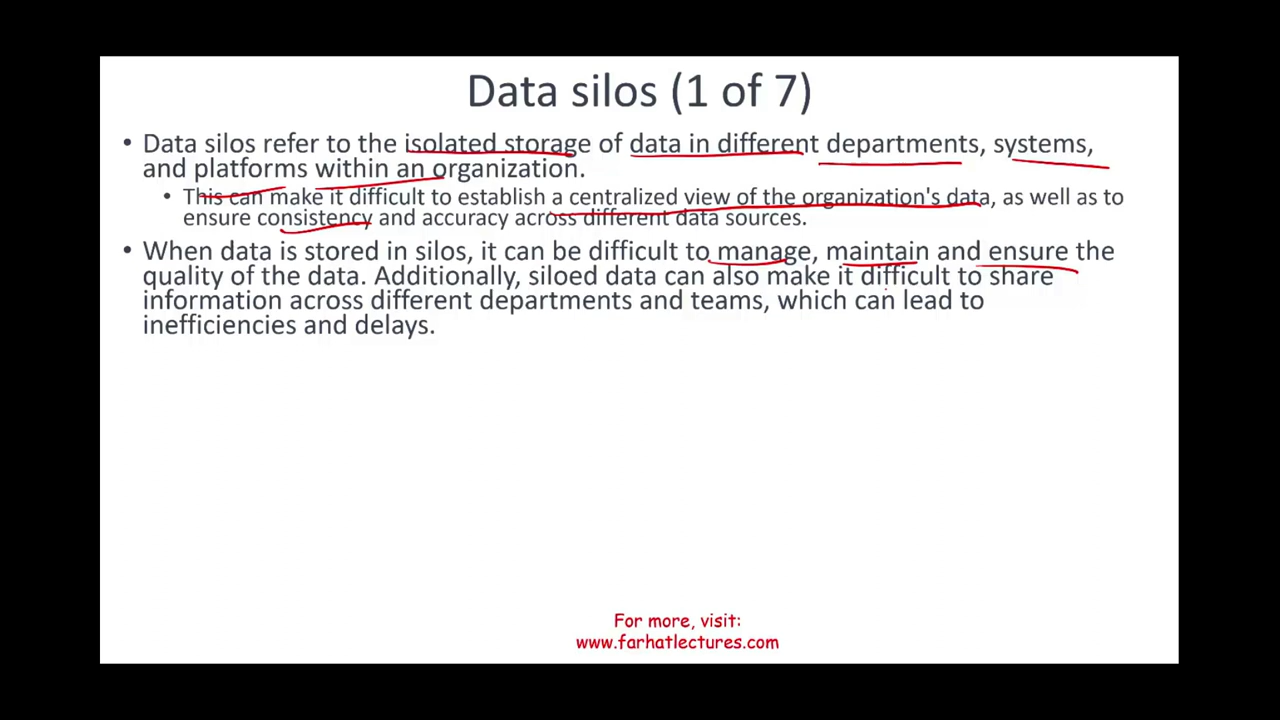 Data silos (1 of 7)
• Data silos refer to the isolated storage of data in different departments, systems,
and platforms within an organization.
• This can make it difficult to establish a centralized view of the organization's data, as well as to
ensure consistency and accuracy across different data sources.
• When data is stored in silos, it can be difficult to manage, maintain and ensure the
quality of the data. Additionally, siloed data can also make it difficult to share
information across different departments and teams, which can lead to
inefficiencies and delays.
For more, visit:
www.farhatlectures.com